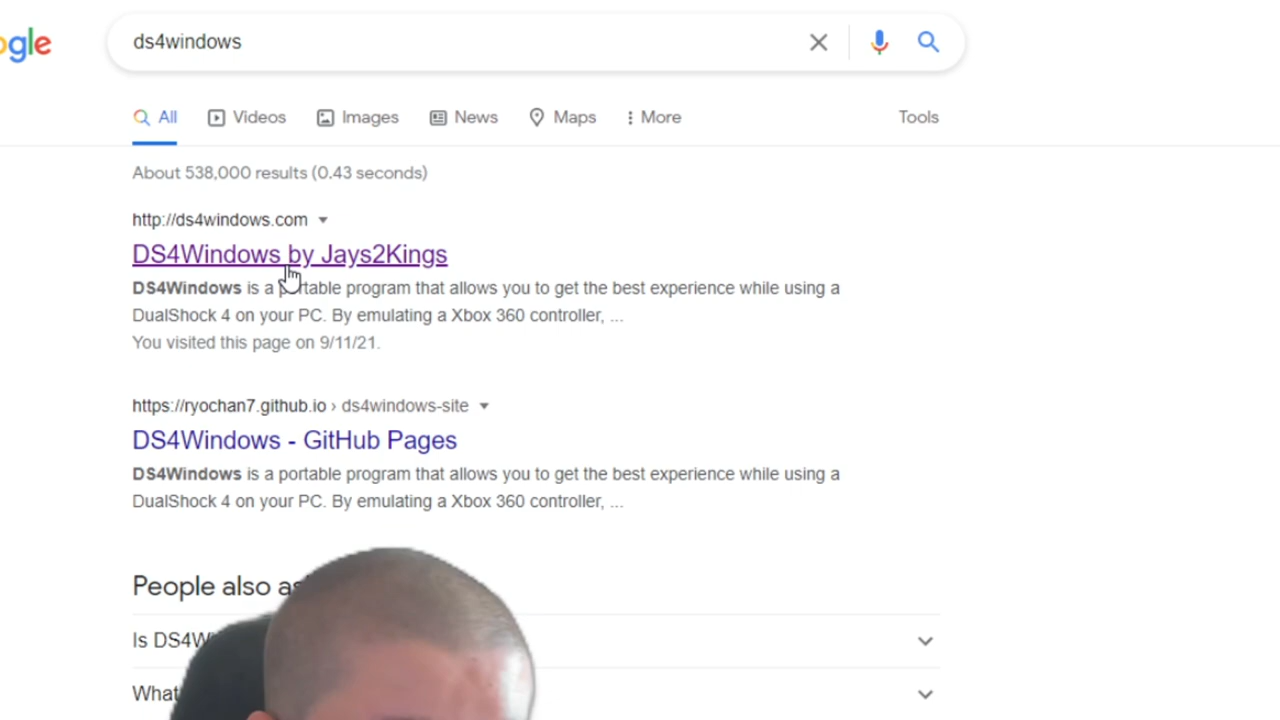 ogle
ds4windows
All Videos Images News Maps More Tools
About 538,000 results (0.43 seconds)
http://ds4windows.com
DS4Windows by Jays2Kings
DS4Windows is a portable program that allows you to get the best experience while using a
DualShock 4 on your PC. By emulating a Xbox 360 controller, ...
You visited this page on 9/11/21.
https://ryochan7.github.io › ds4windows-site
DS4Windows - GitHub Pages
DS4Windows is a portable program that allows you to get the best experience while using a
DualShock 4 on your PC. By emulating a Xbox 360 controller, ...
People also
Is
What